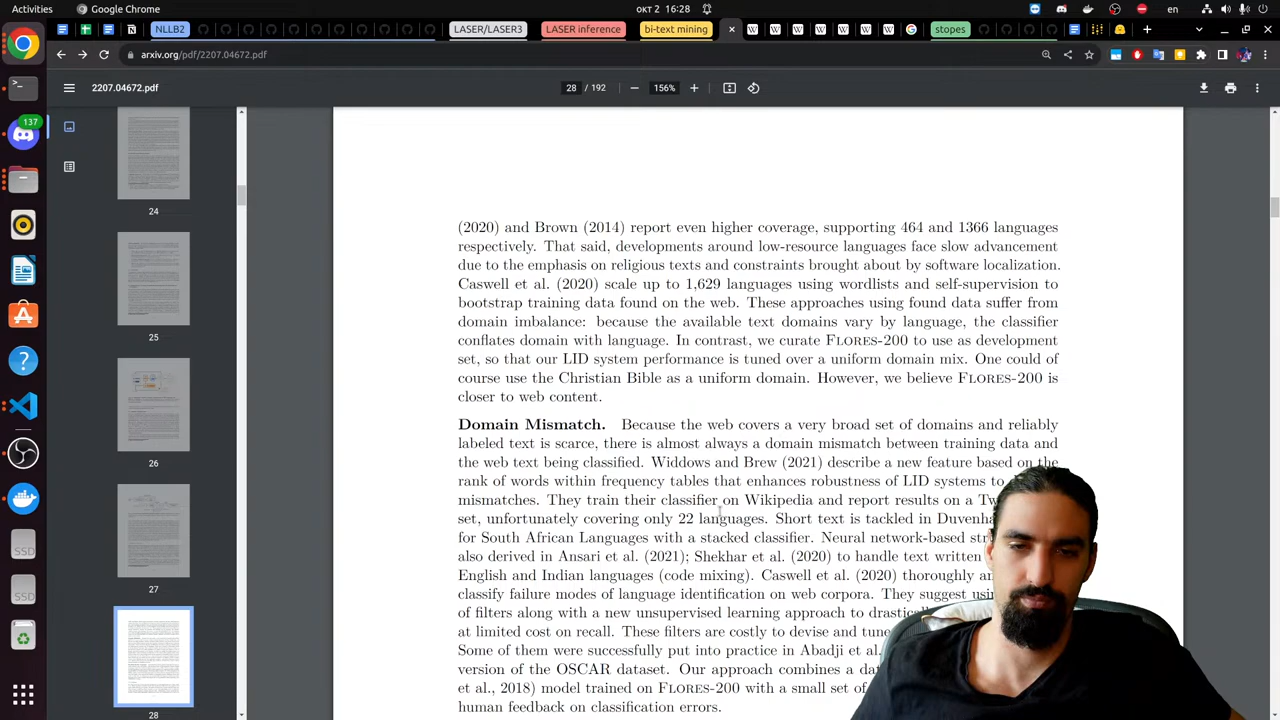 Activities
Google Chrome
окт 2 16:28
en
NLLB2
LASER/LASER3
LASER inference
bi-text mining
stopes
arxiv.org/pdf/2207.04672.pdf
2207.04672.pdf
28 / 192
156%
137
24
25
26
27
28
SSD
SSD
(2020) and Brown (2014) report even higher coverage, supporting 464 and 1366 languages
respectively. That said, developments around low-resource languages face slow advancement
due to the emphasis on religious texts and constraints brought about by software localization.
Caswell et al. (2020) scale up to 1,629 languages using wordlists and self-supervision to
bootstrap training data found on the web. These approaches using found data suffer from
domain imbalance: because the available text domains vary by language, the classifier
conflates domain with language. In contrast, we curate FLORES-200 to use as development
set, so that our LID system performance is tuned over a uniform domain mix. One could of
course use the Christian Bible as a uniform domain. However, we believe FLORES-200 is
closer to web content.
Domain Mismatch. Because the web covers a very broad set of domains and reliably
labeled text is scarce, there is almost always a domain mismatch between training data and
the web text being classified. Widdows and Brew (2021) describe a new feature based on the
rank of words within frequency tables that enhances robustness of LID systems to
mismatches. They train their classifier on Wikipedia and report results on a Tw
set, unfortunately covering only 22 languages. Short text is tackled in Duvenha
for South African Languages with a stacked classifier. Neural network-based str
also derived in Ansari et al. (2021); Shekhar et al. (2020) to handle text written
English and Indian languages (code mixing). Caswell et al. (2020) thoroughly an
classify failure modes of language identification on web corpora. They suggest usi
of filters along with a new unsupervised learning approach to
a limited cost on recall. These filters are easily to devise
Some of them were successfully put into practice in Abadji
sion of the OSCAR dataset. Our approach combines
et al., 2018) model trained on FLORES-200 with a small set of
human feedback on classification errors.